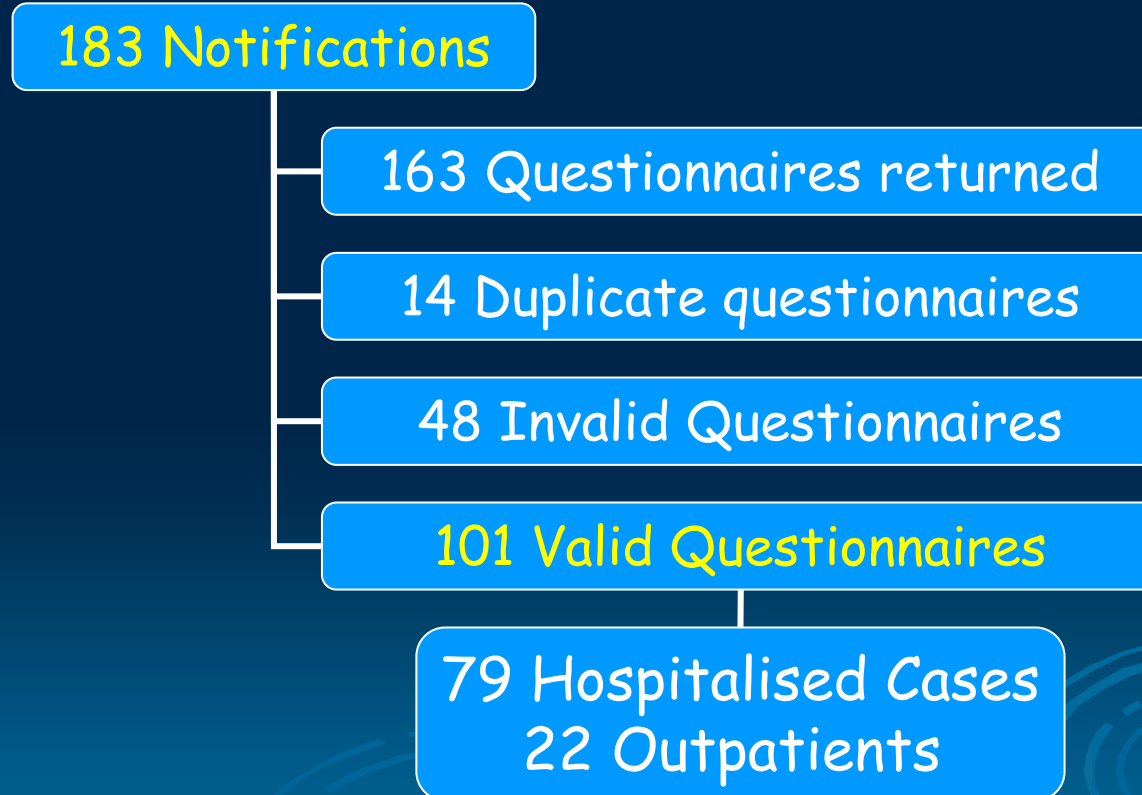 183 Notifications
163 Questionnaires returned
14 Duplicate questionnaires
48 Invalid Questionnaires
101 Valid Questionnaires
79 Hospitalised Cases
22 Outpatients